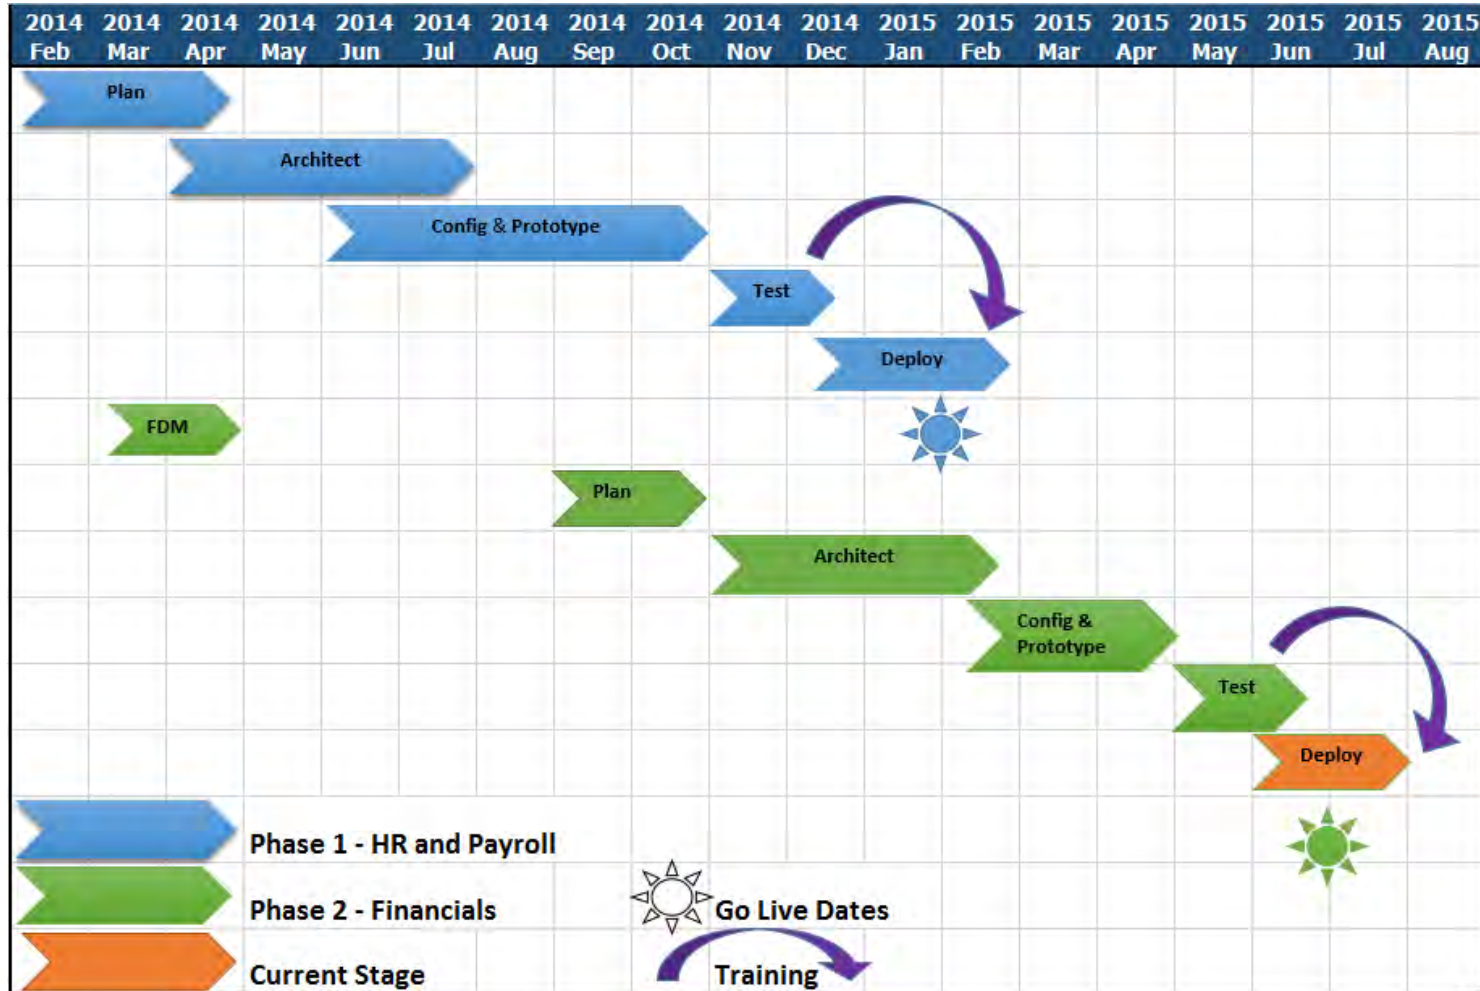 2014 2014 2014 2014 2014 2014 2014 2014 2014 2014 2014 2015 2015 2015 2015 2015 2015 2015 2015
Feb Mar Apr May Jun Jul Aug Sep Oct Nov Dec Jan Feb Mar Apr May Jun Jul Aug
Plan
Architect
Config & Prototype
Test
Deploy
FDM
Plan
Architect
Config &
Prototype
Test
Deploy
Phase 1 - HR and Payroll
Phase 2 - Financials
Go Live Dates
Current Stage
Training